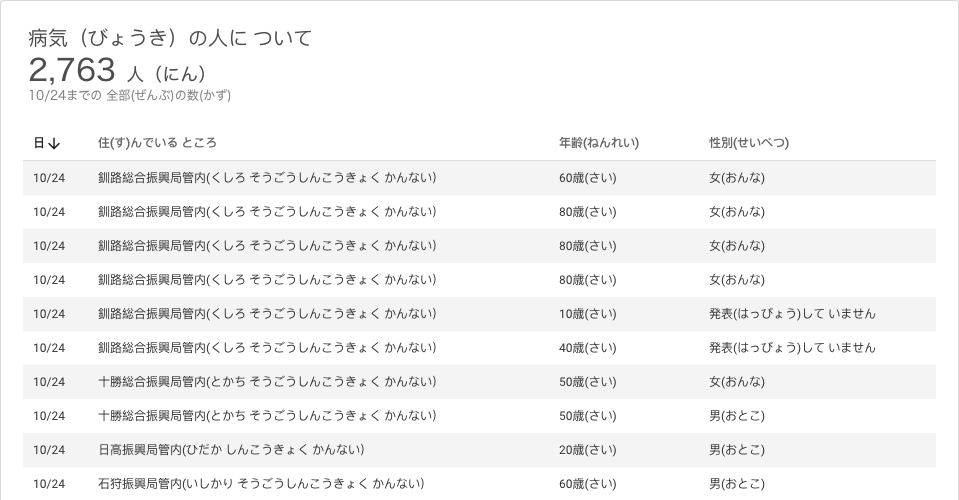 病気（びょうき）の人に ついて
2,763 人（にん）
10/24までの 全部(ぜんぶ)の数(かず)
日↓ 住(す)んでいる ところ 年齢(ねんれい) 性別(せいべつ)
10/24 釧路総合振興局管内(くしろ そうごうしんこうきょく かんない) 60歳(さい) 女(おんな)
10/24 釧路総合振興局管内(くしろ そうごうしんこうきょく かんない) 80歳(さい) 女(おんな)
10/24 釧路総合振興局管内(くしろ そうごうしんこうきょく かんない) 80歳(さい) 女(おんな)
10/24 釧路総合振興局管内(くしろ そうごうしんこうきょく かんない) 80歳(さい) 女(おんな)
10/24 釧路総合振興局管内(くしろ そうごうしんこうきょく かんない) 10歳(さい) 発表(はっぴょう)して いません
10/24 釧路総合振興局管内(くしろ そうごうしんこうきょく かんない) 40歳(さい) 発表(はっぴょう)して いません
10/24 十勝総合振興局管内(とかち そうごうしんこうきょく かんない) 50歳(さい) 女(おんな)
10/24 十勝総合振興局管内(とかち そうごうしんこうきょく かんない) 50歳(さい) 男(おとこ)
10/24 日高振興局管内(ひだか しんこうきょく かんない) 20歳(さい) 男(おとこ)
10/24 石狩振興局管内(いしかり そうごうしんこうきょく かんない) 60歳(さい) 男(おとこ)